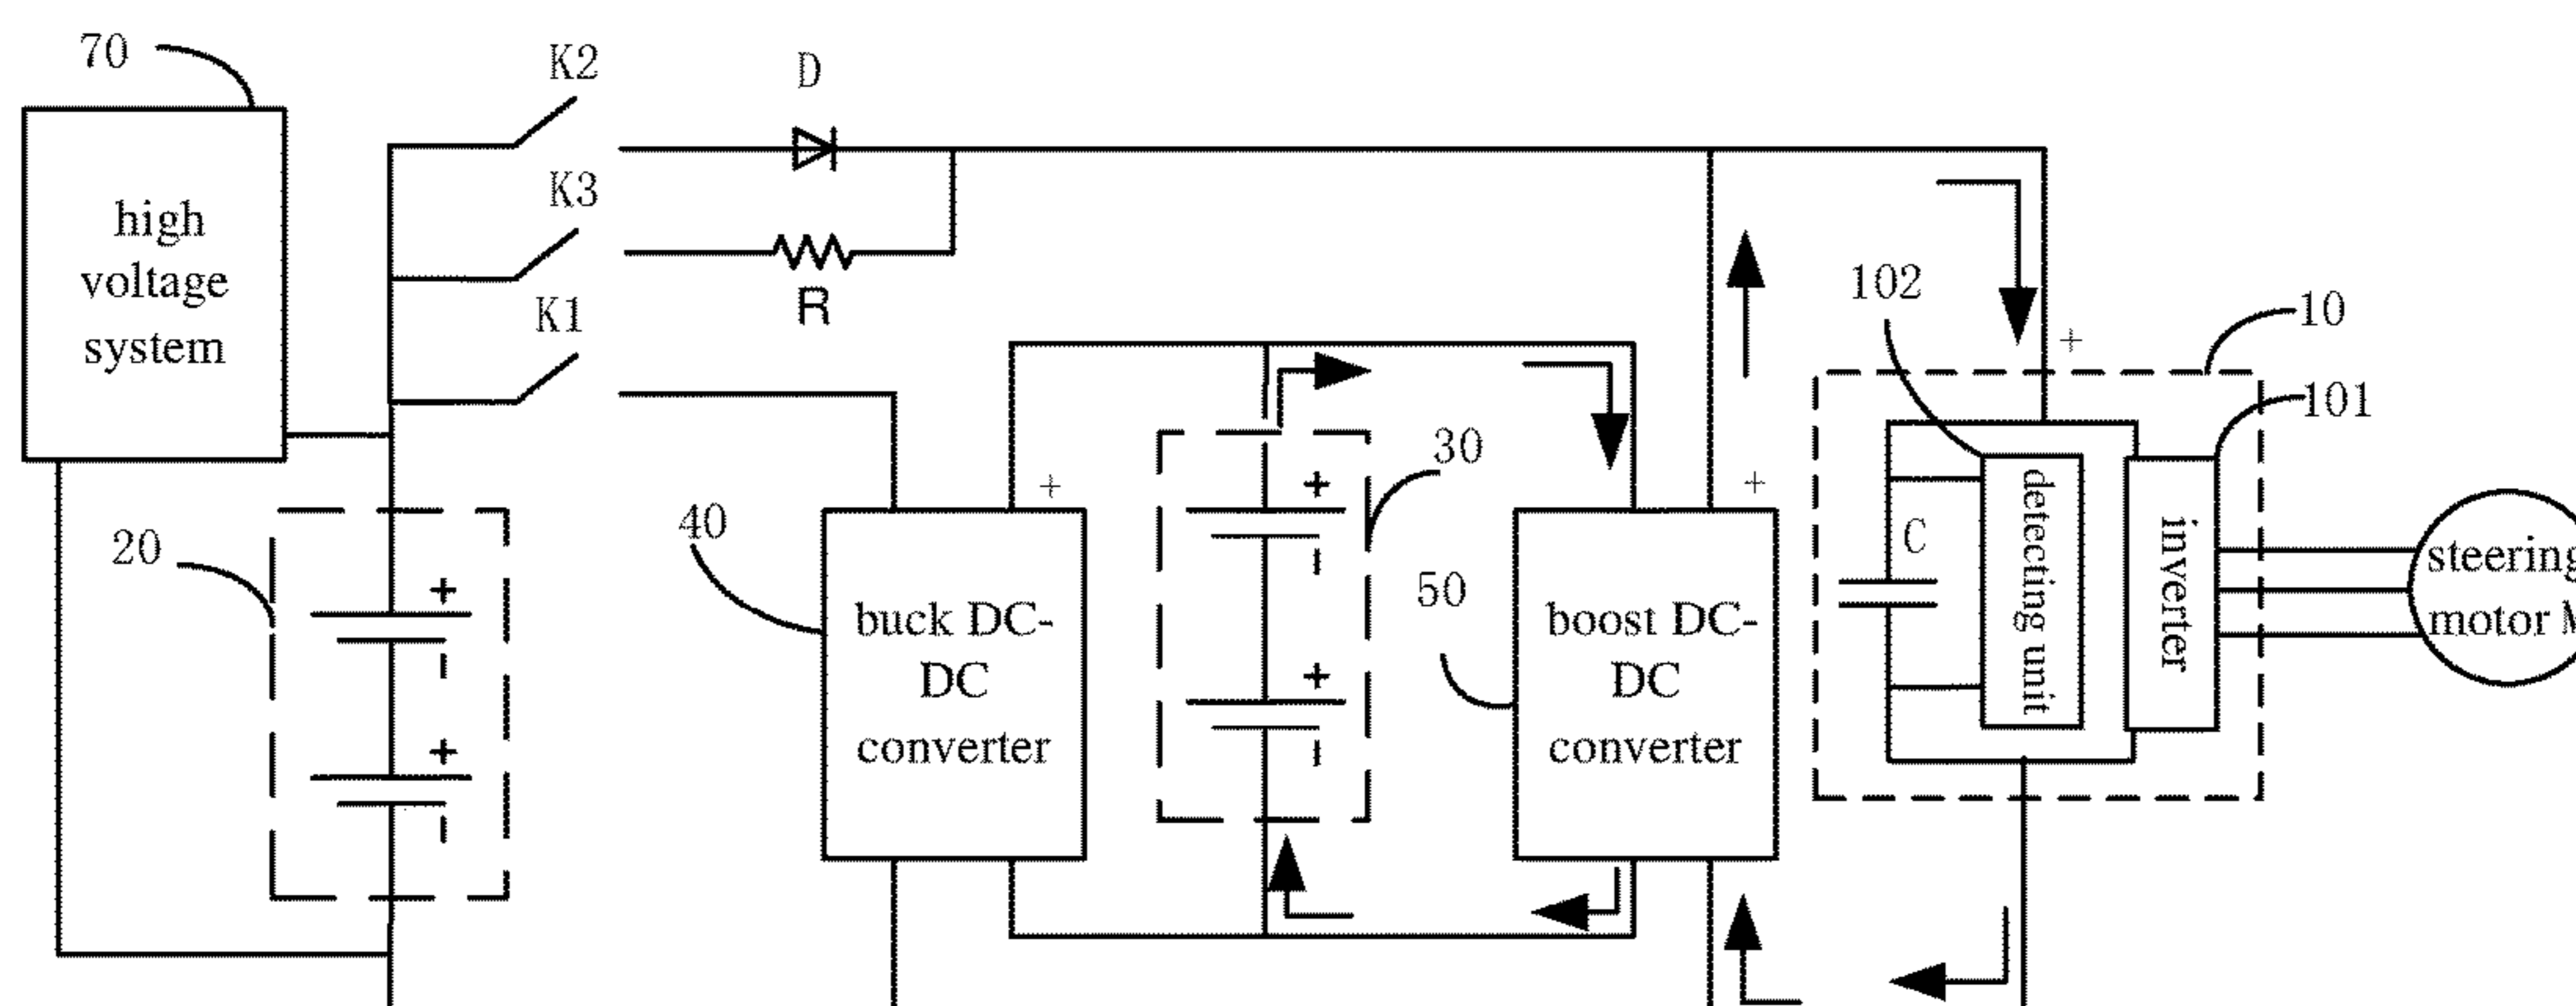 70
K2
D
K3
high
voltage
system
R
K1
102
10
101
+
30
40
+
+
+
20
50
C
detecting unit
inverter
steering
motor
+
-
+
-
buck DC-
DC
converter
+
-
+
-
boost DC-
DC
converter